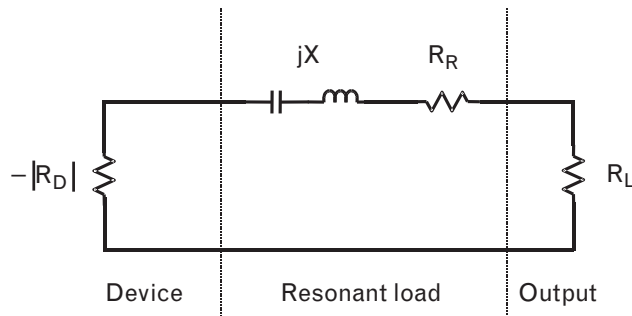 jX
R_R
−|R_D|
R_L
Device
Resonant load
Output